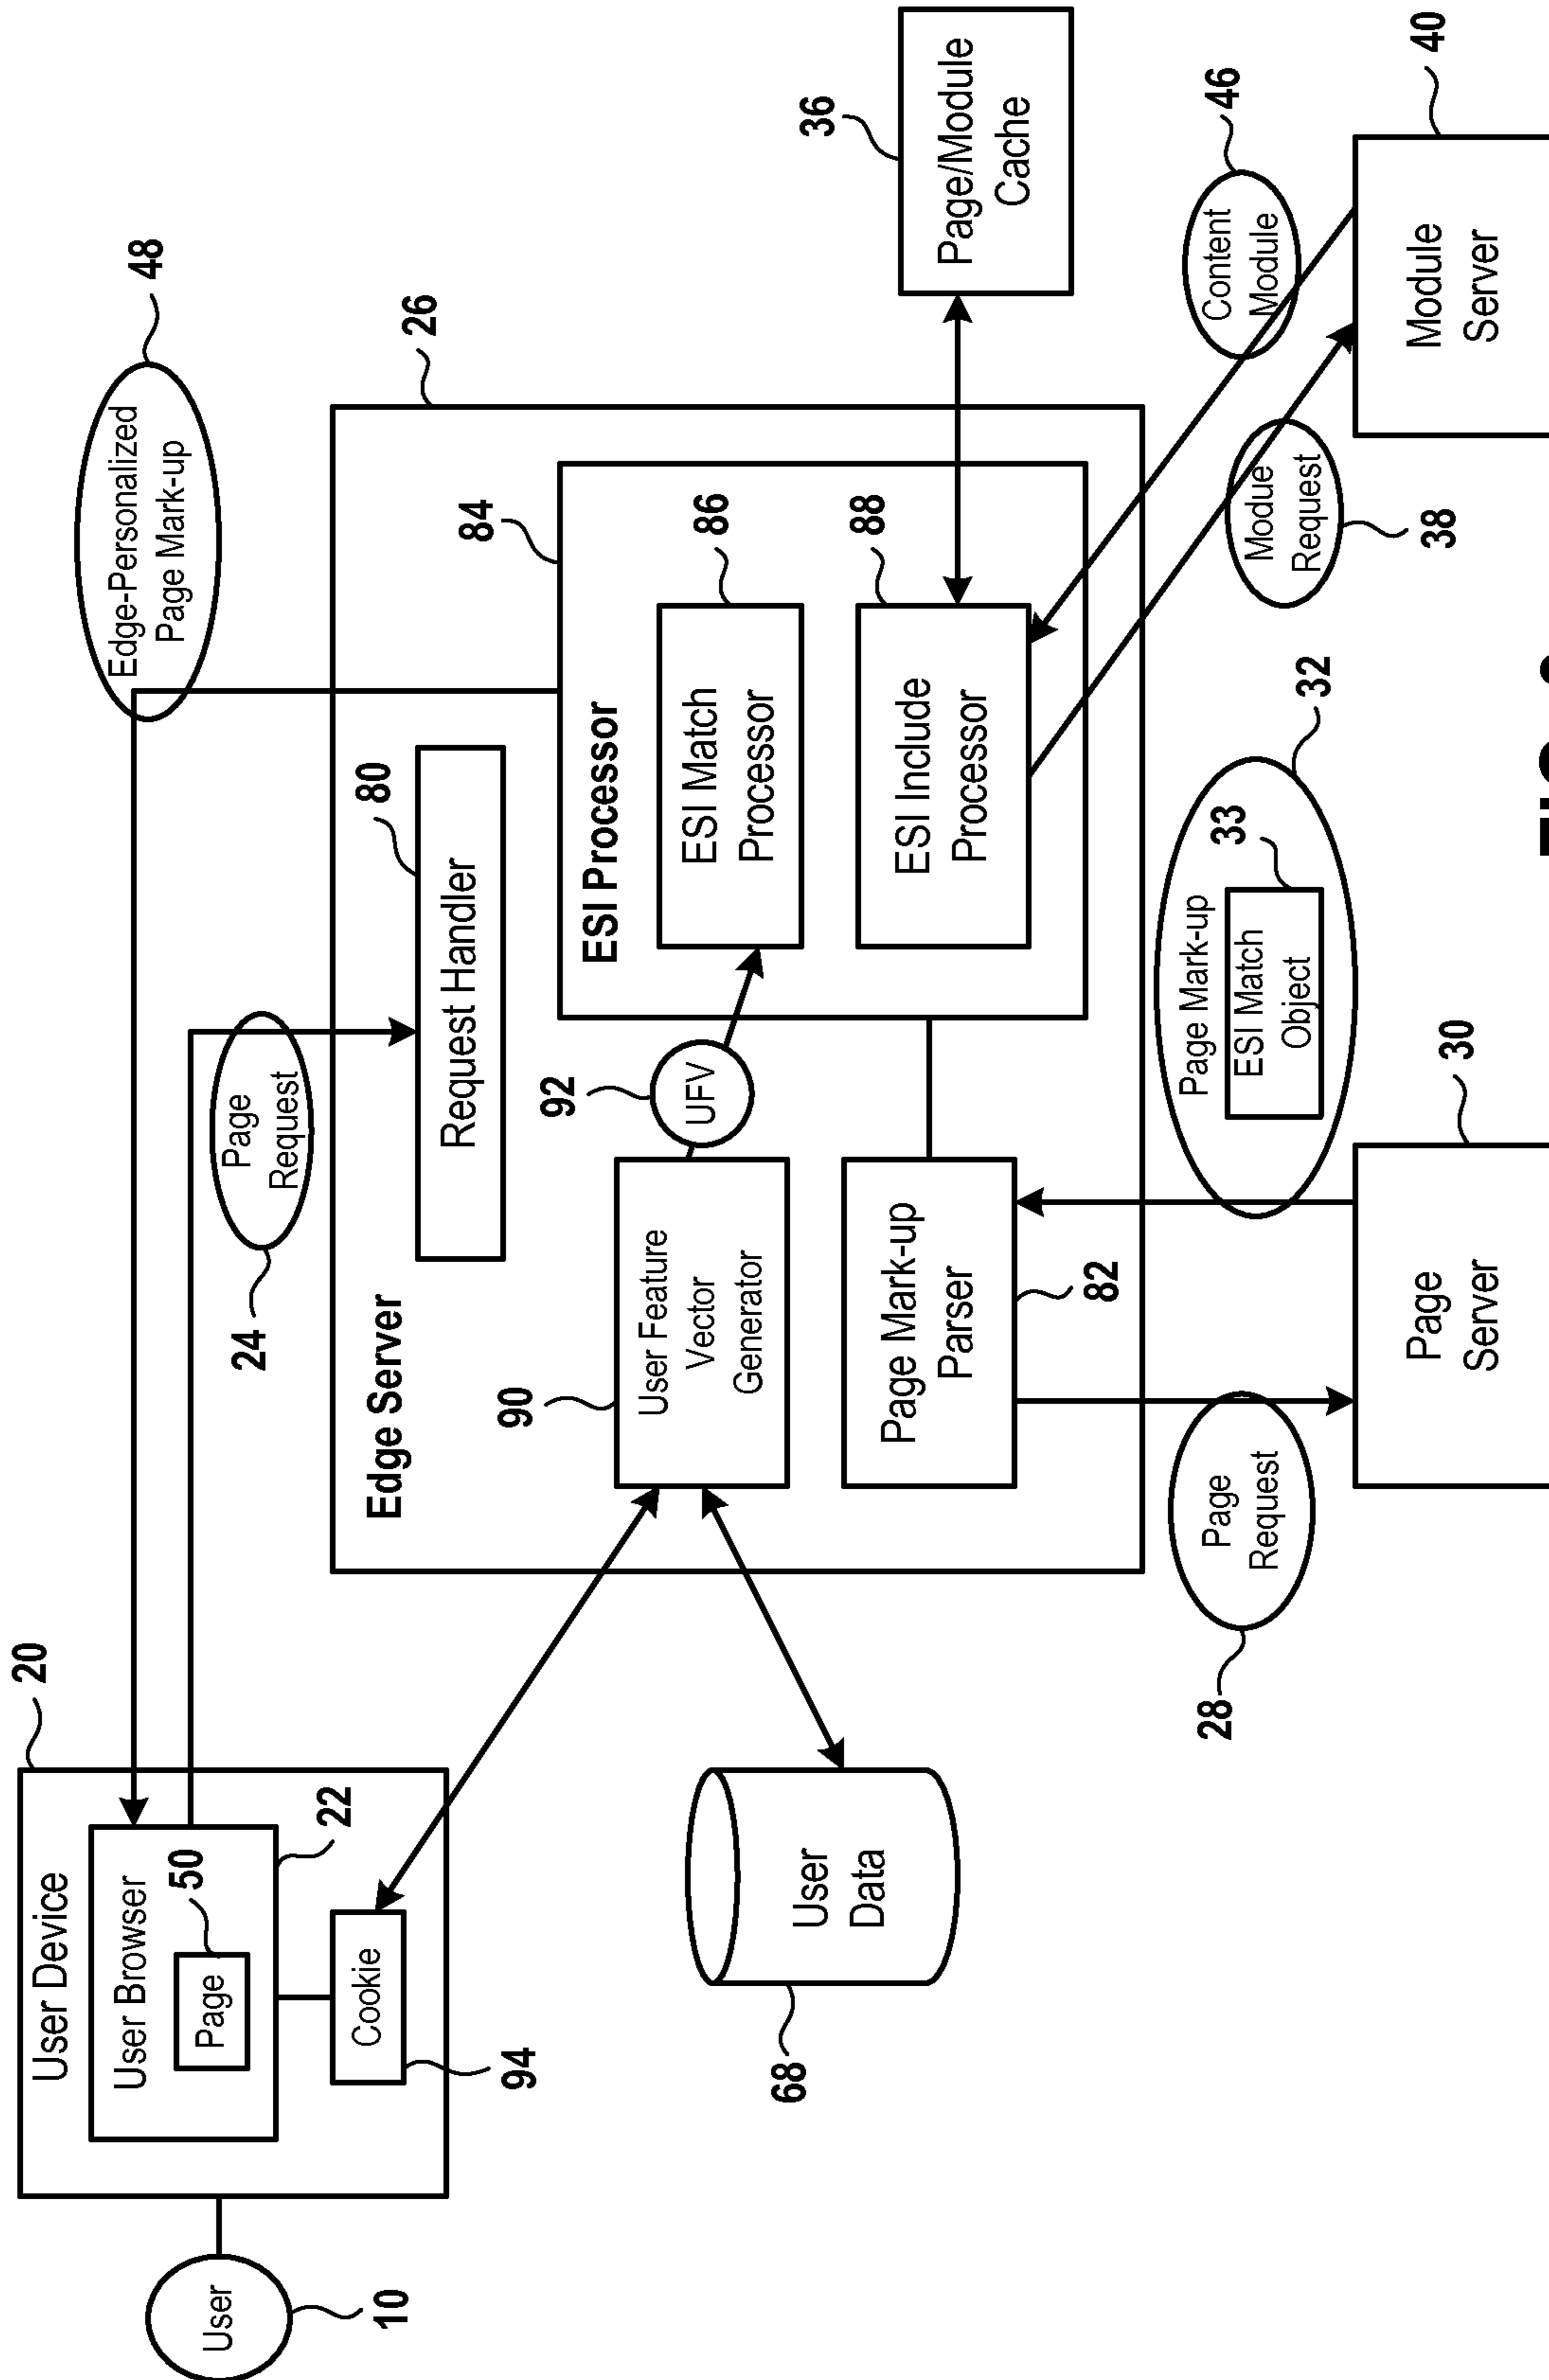 User
10
User Device
20
User Browser
22
Page
50
Cookie
94
Edge-Personalized
Page Mark-up
48
Page
Request
24
Edge Server
26
Request Handler
80
User Feature
Vector
Generator
90
UFV
92
ESI Processor
84
ESI Match
Processor
86
ESI Include
Processor
88
Page Mark-up
Parser
82
Page/Module
Cache
36
User
Data
68
Page
Request
28
Page Mark-up
32
ESI Match
Object
33
Modue
Request
38
Content
Module
46
Page
Server
30
Module
Server
40